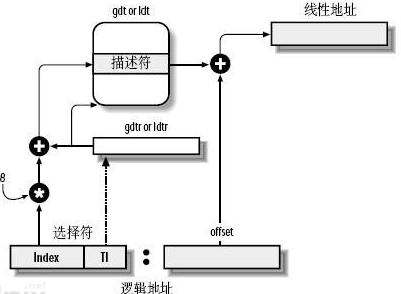 gdt or ldt
线性地址
描述符
gdtr or ldtr
8
选择符
offset
Index
TI
:
逻辑地址